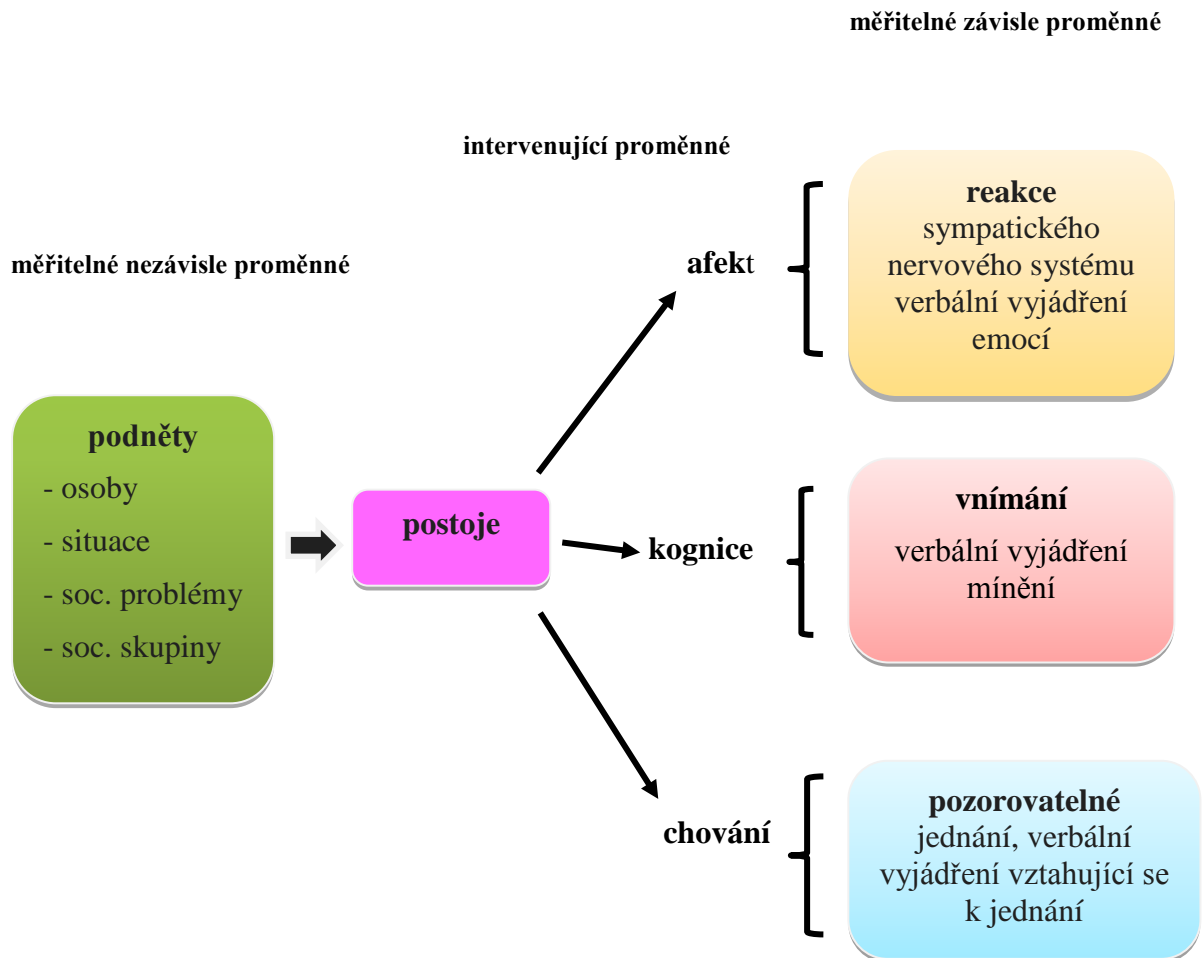 měřitelné závisle proměnné
intervenující proměnné
měřitelné nezávisle proměnné
podněty
- osoby
- situace
- soc. problémy
- soc. skupiny
postoje
afekt
reakce
sympatického
nervového systému
verbální vyjádření
emocí
kognice
vnímání
verbální vyjádření
mínění
chování
pozorovatelné
jednání, verbální
vyjádření vztahující se
k jednání